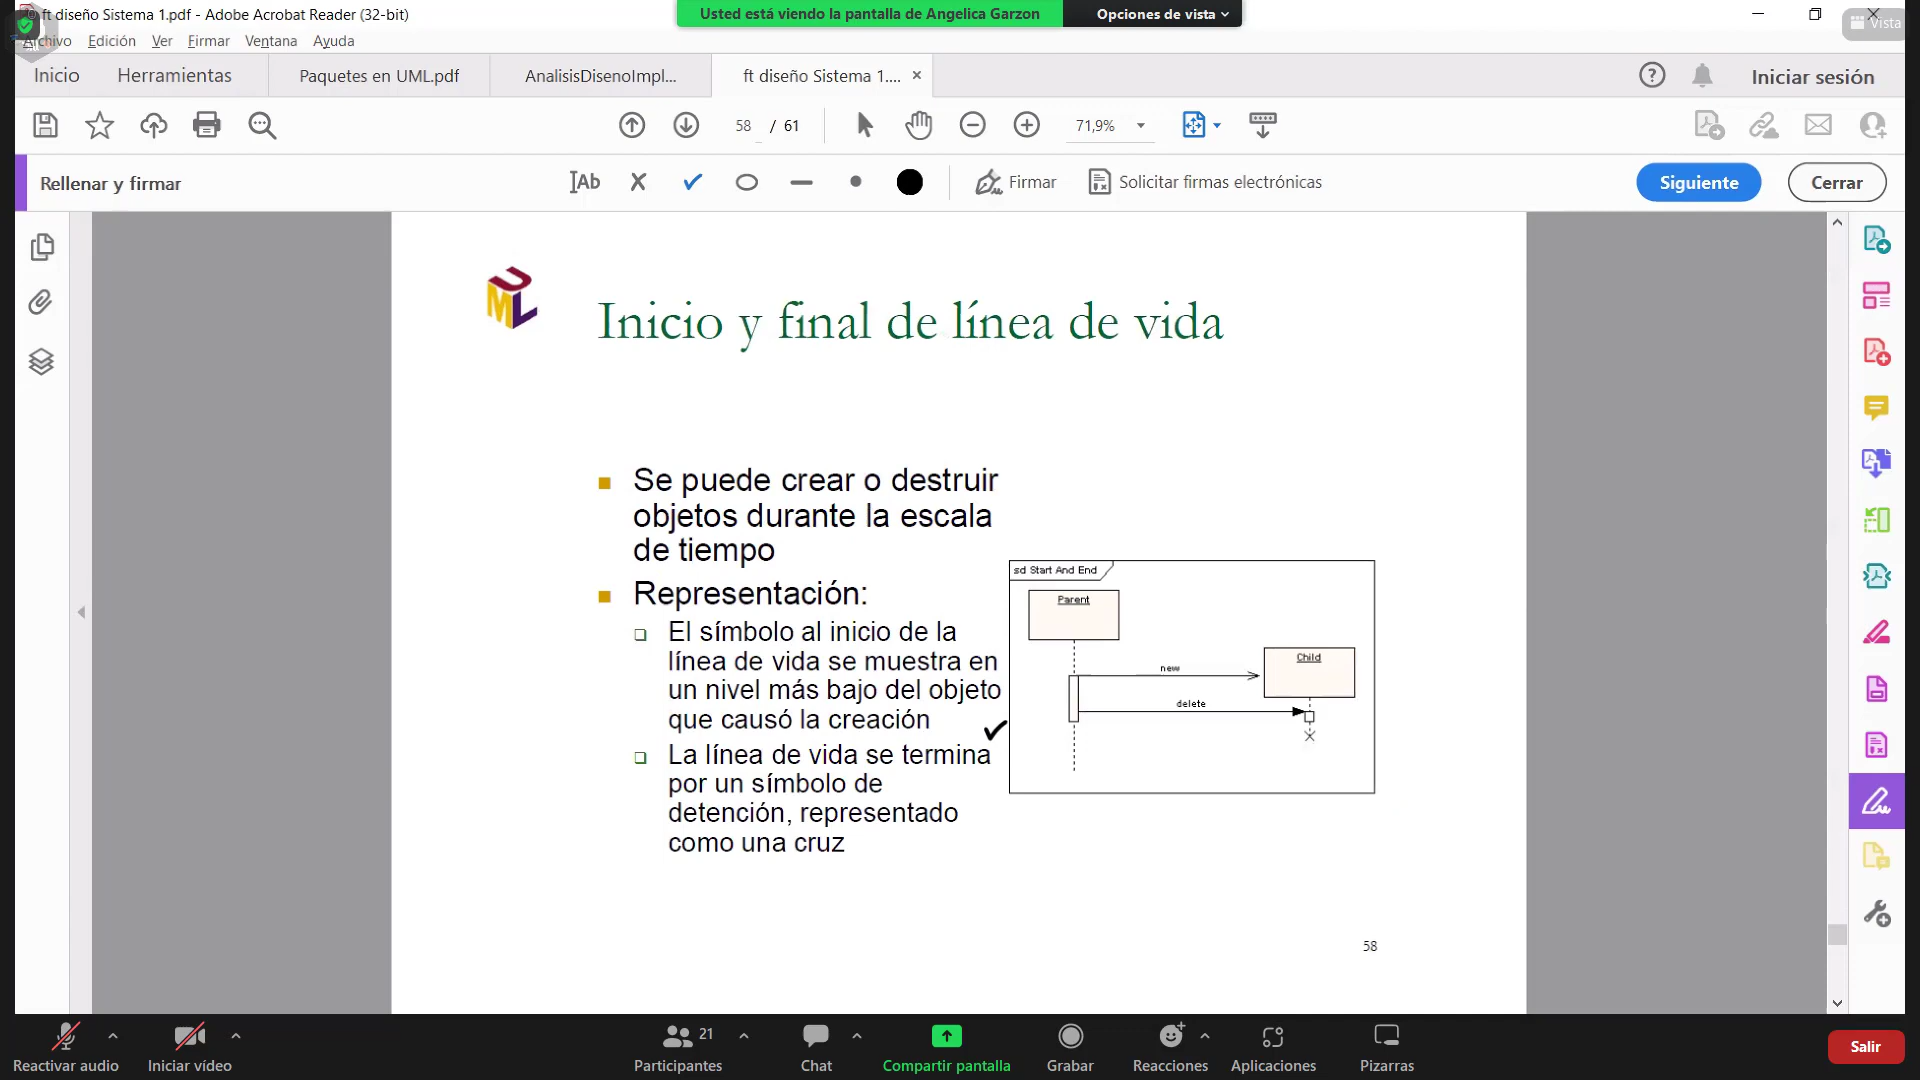 ft diseño Sistema 1.pdf - Adobe Acrobat Reader (32-bit)
Usted está viendo la pantalla de Angelica Garzon
Opciones de vista
Vista
Archivo Edición Ver Firmar Ventana Ayuda
Inicio Herramientas Paquetes en UML.pdf AnalisisDisenoImpl... ft diseño Sistema 1.... Iniciar sesión
58 / 61 71,9%
Rellenar y firmar Ab Firmar Solicitar firmas electrónicas Siguiente Cerrar
UML
Inicio y final de línea de vida
Se puede crear o destruir
objetos durante la escala
de tiempo
Representación:
El símbolo al inicio de la
línea de vida se muestra en
un nivel más bajo del objeto
que causó la creación
La línea de vida se termina
por un símbolo de
detención, representado
como una cruz
sd Start And End
Parent
Child
new
delete
58
Reactivar audio
Iniciar vídeo
21
Participantes
Chat
Compartir pantalla
Grabar
Reacciones
Aplicaciones
Pizarras
Salir